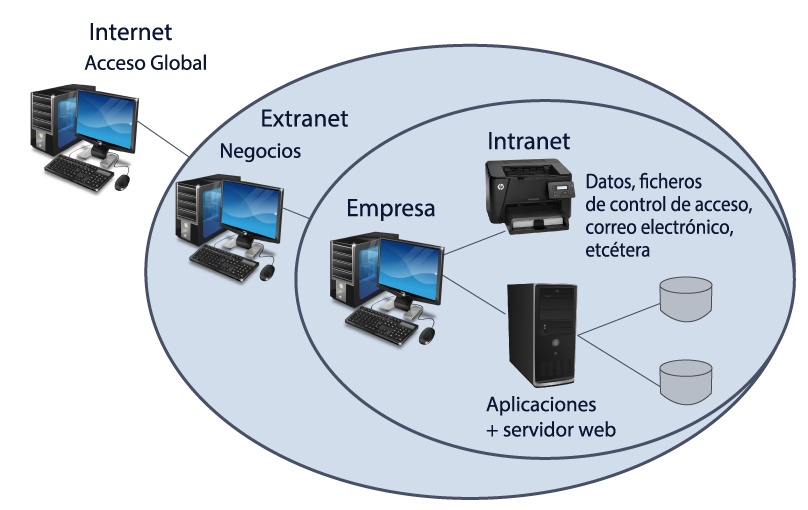 Internet
Acceso Global
Extranet
Negocios
Intranet
Empresa
Datos, ficheros
de control de acceso,
correo electrónico,
etcétera
Aplicaciones
+ servidor web